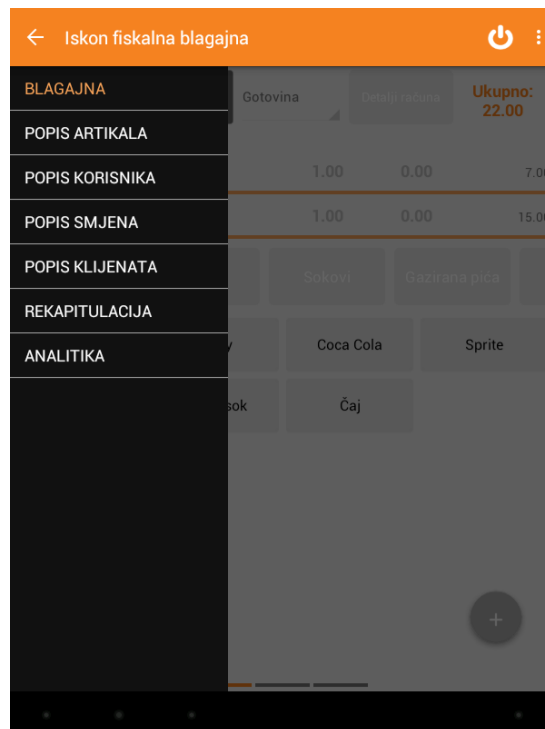 Iskon fiskalna blagajna
BLAGAJNA
POPIS ARTIKALA
POPIS KORISNIKA
POPIS SMJENA
POPIS KLIJENATA
REKAPITULACIJA
ANALITIKA
Gotovina
Detalji računa
Ukupno:
22.00
1.00 0.00 7.00
1.00 0.00 15.00
Sokovi Gazirana pića
Coca Cola Sprite
sok Čaj
+